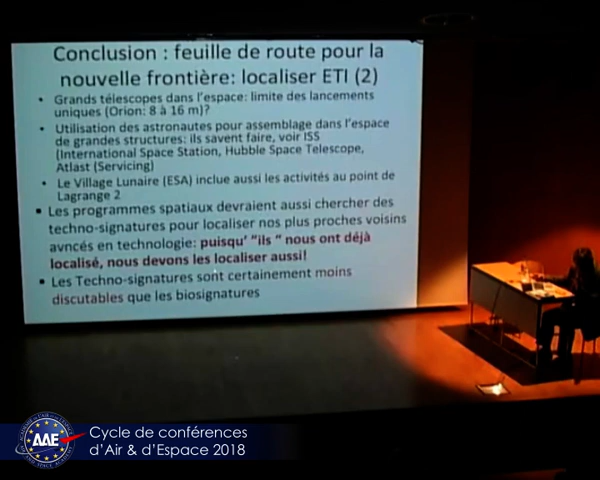 Conclusion : feuille de route pour la
nouvelle frontière: localiser ETI (2)
• Grands télescopes dans l'espace: limite des lancements
uniques (Orion: 8 à 16 m)?
• Utilisation des astronautes pour assemblage dans l'espace
de grandes structures: ils savent faire, voir ISS
(International Space Station, Hubble Space Telescope,
Atlast (Servicing)
• Le Village Lunaire (ESA) inclue aussi les activités au point de
Lagrange 2
• Les programmes spatiaux devraient aussi chercher des
techno-signatures pour localiser nos plus proches voisins
avncés en technologie: puisqu' "ils " nous ont déjà
localisé, nous devons les localiser aussi!
• Les Techno-signatures sont certainement moins
discutables que les biosignatures
AAE
Cycle de conférences
d'Air & d'Espace 2018